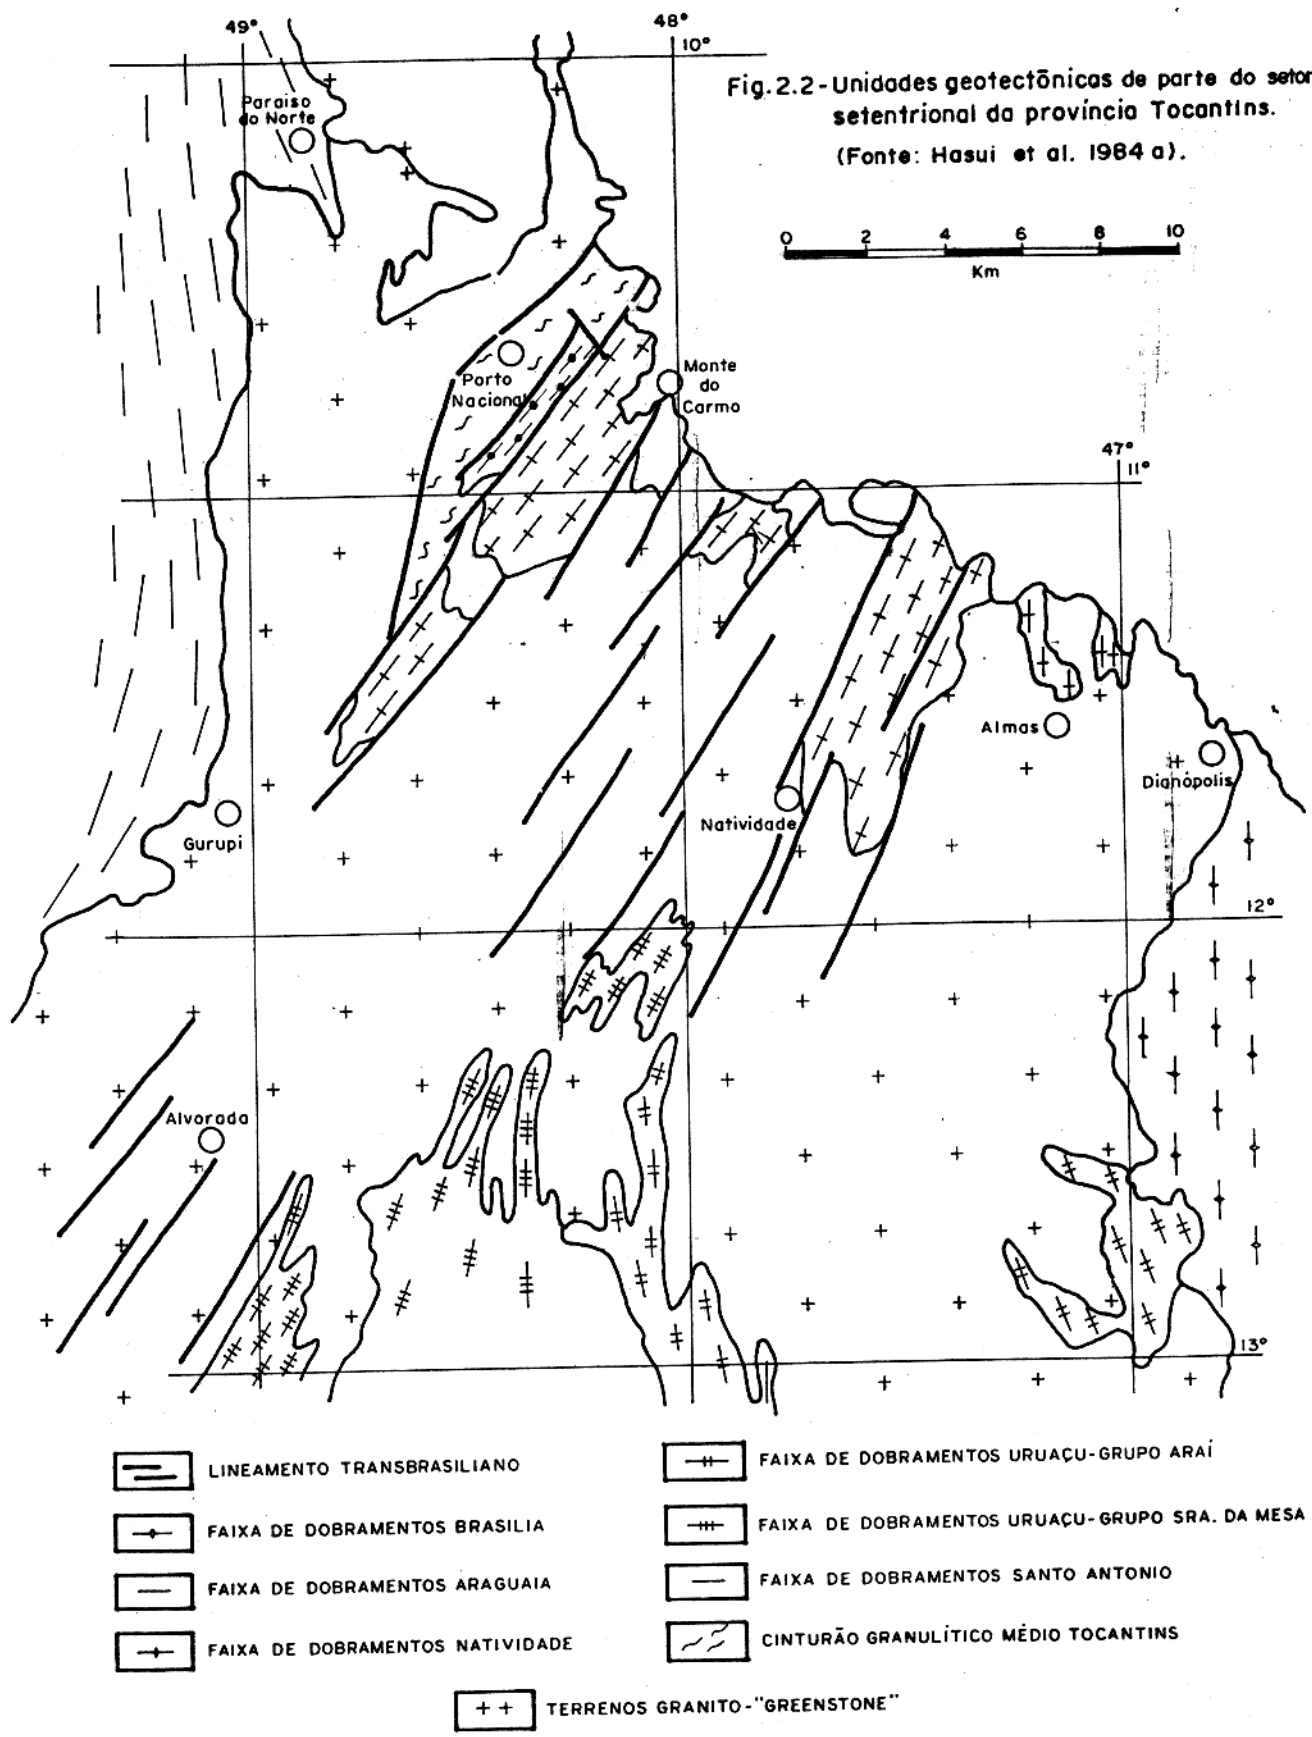 49°
48°
10°
Fig. 2.2 - Unidades geotectônicas de parte do setor
setentrional da província Tocantins.
(Fonte: Hasui et al. 1984 a).
Paraiso
do Norte
0 2 4 6 8 10
Km
Porto
Nacional
Monte
do
Carmo
47°
11°
Almas
Dianópolis
Natividade
Gurupi
12°
Alvorada
13°
LINEAMENTO TRANSBRASILIANO
FAIXA DE DOBRAMENTOS BRASILIA
FAIXA DE DOBRAMENTOS ARAGUAIA
FAIXA DE DOBRAMENTOS NATIVIDADE
FAIXA DE DOBRAMENTOS URUAÇU-GRUPO ARAÍ
FAIXA DE DOBRAMENTOS URUAÇU-GRUPO SRA. DA MESA
FAIXA DE DOBRAMENTOS SANTO ANTONIO
CINTURÃO GRANULÍTICO MÉDIO TOCANTINS
TERRENOS GRANITO-"GREENSTONE"